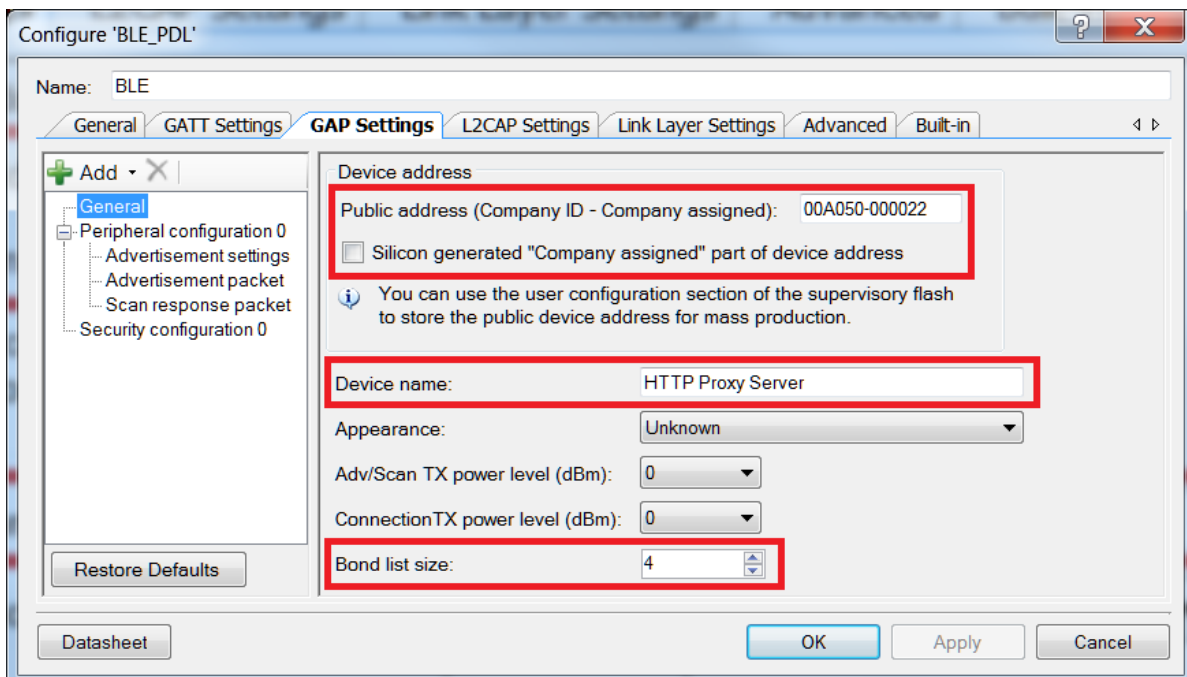 Configure 'BLE_PDL'
Name: BLE
General GATT Settings GAP Settings L2CAP Settings Link Layer Settings Advanced Built-in
Add
General
Peripheral configuration 0
Advertisement settings
Advertisement packet
Scan response packet
Security configuration 0
Restore Defaults
Device address
Public address (Company ID - Company assigned): 00A050-000022
Silicon generated "Company assigned" part of device address
You can use the user configuration section of the supervisory flash
to store the public device address for mass production.
Device name: HTTP Proxy Server
Appearance: Unknown
Adv/Scan TX power level (dBm): 0
ConnectionTX power level (dBm): 0
Bond list size: 4
Datasheet OK Apply Cancel